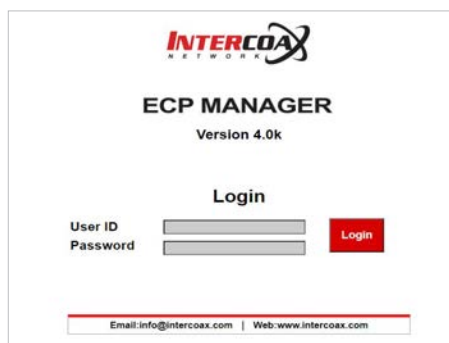 INTERCOAX
NETWORK
ECP MANAGER
Version 4.0k
Login
User ID
Login
Password
Email:info@intercoax.com | Web:www.intercoax.com